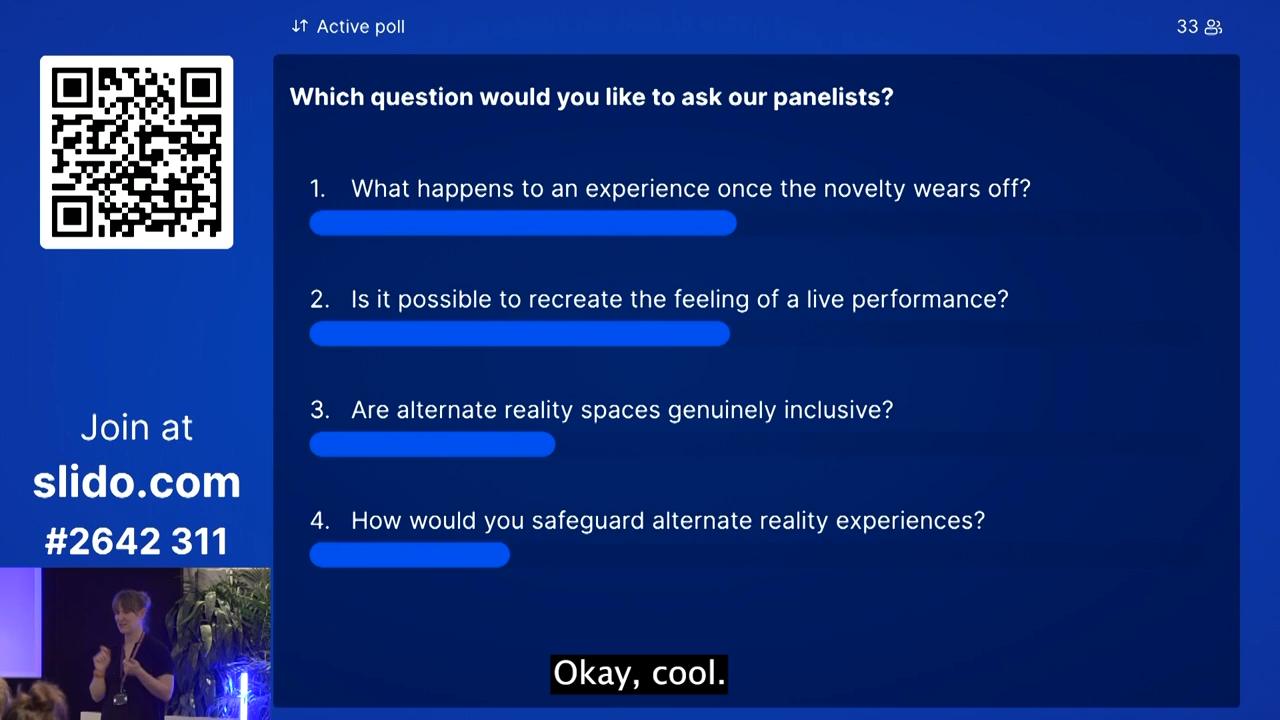 Active poll
33
Which question would you like to ask our panelists?
1. What happens to an experience once the novelty wears off?
2. Is it possible to recreate the feeling of a live performance?
3. Are alternate reality spaces genuinely inclusive?
4. How would you safeguard alternate reality experiences?
Join at
slido.com
#2642 311
Okay, cool.